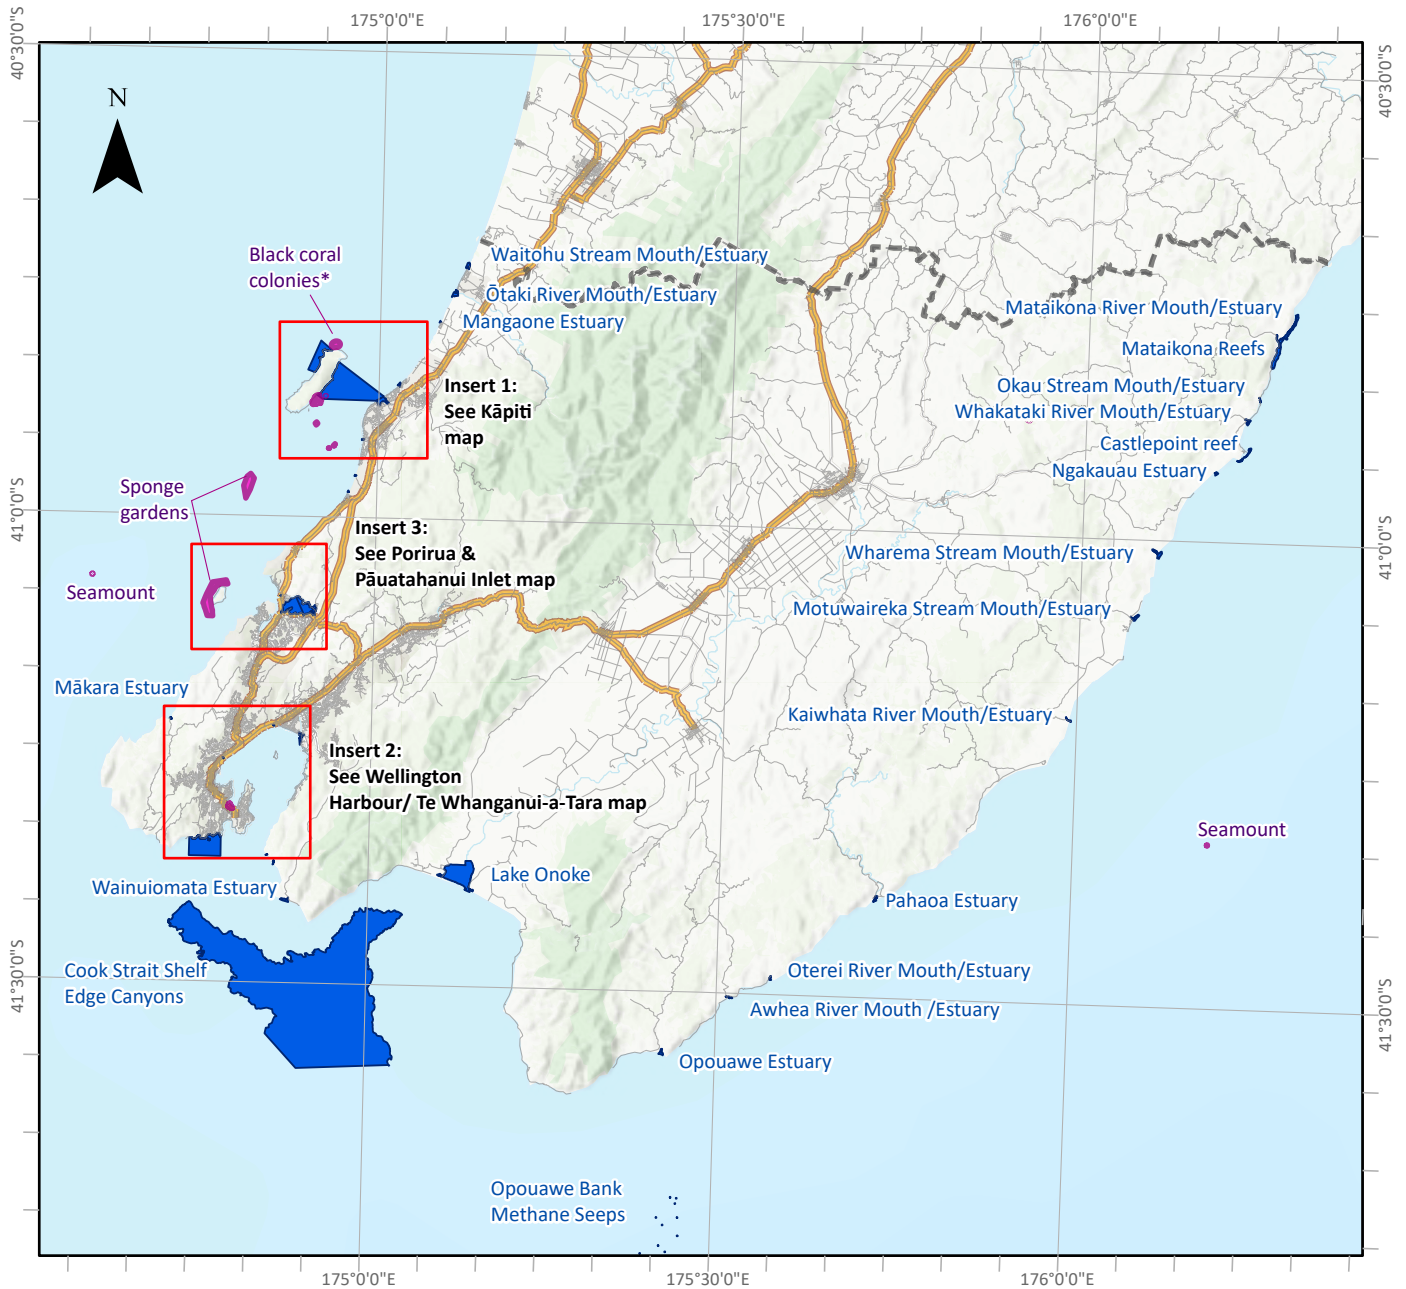 175°0'0"E
175°30'0"E
176°0'0"E
40°30'0"S
40°30'0"S
N
Black coral
colonies*
Waitohu Stream Mouth/Estuary
Ōtaki River Mouth/Estuary
Mangaone Estuary
Mataikona River Mouth/Estuary
Mataikona Reefs
Insert 1:
See Kāpiti
map
Okau Stream Mouth/Estuary
Whakataki River Mouth/Estuary
Castlepoint reef
Ngakauau Estuary
Sponge
gardens
41°0'0"S
41°0'0"S
Insert 3:
See Porirua &
Pāuatahanui Inlet map
Wharema Stream Mouth/Estuary
Seamount
Motuwaireka Stream Mouth/Estuary
Mākara Estuary
Kaiwhata River Mouth/Estuary
Insert 2:
See Wellington
Harbour/ Te Whanganui-a-Tara map
Seamount
Lake Onoke
Wainuiomata Estuary
Pahaoa Estuary
Cook Strait Shelf
Edge Canyons
Oterei River Mouth/Estuary
Awhea River Mouth /Estuary
41°30'0"S
41°30'0"S
Opouawe Estuary
Opouawe Bank
Methane Seeps
175°0'0"E
175°30'0"E
176°0'0"E